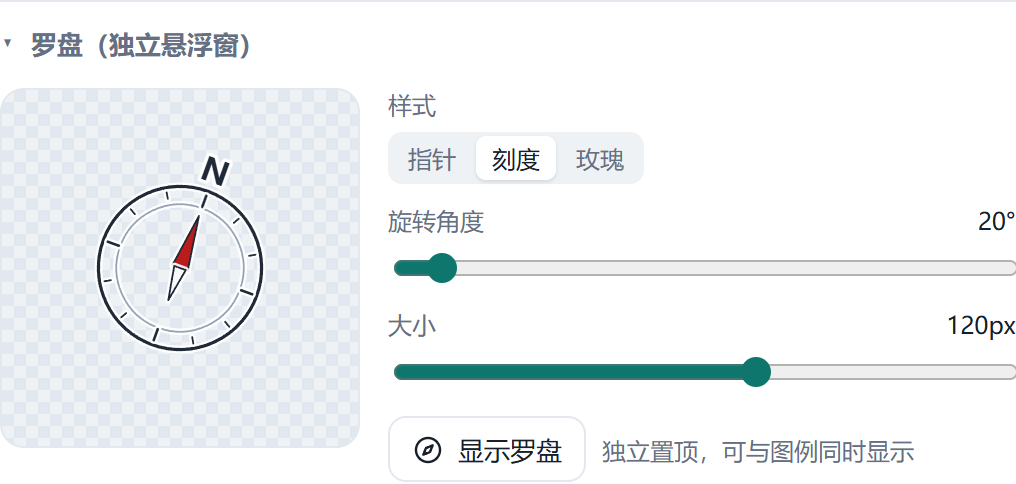 罗盘（独立悬浮窗）
N
样式
指针 刻度 玫瑰
旋转角度 20°
大小 120px
显示罗盘 独立置顶，可与图例同时显示